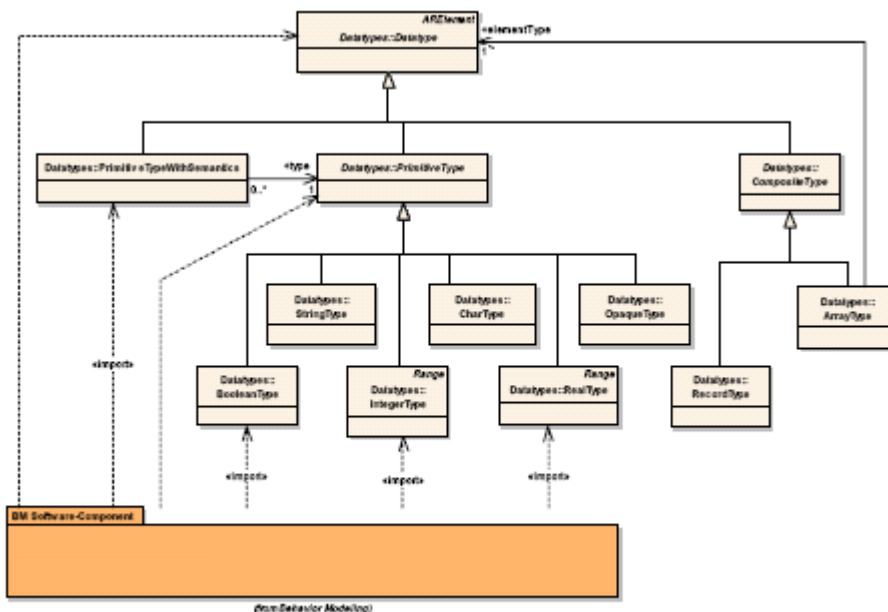 ARElement
Datatypes::Datatype
+elementType
1
Datatypes::PrimitiveTypeWithSemantics
+type
0..*
1
Datatypes::PrimitiveType
Datatypes::
CompositeType
Datatypes::
StringType
Datatypes::
CharType
Datatypes::
OpaqueType
Datatypes::
ArrayType
«import»
Datatypes::
BooleanType
Range
Datatypes::
IntegerType
Range
Datatypes::RealType
Datatypes::
RecordType
«import»
«import»
«import»
BM Software-Component
(from Behavior Modeling)